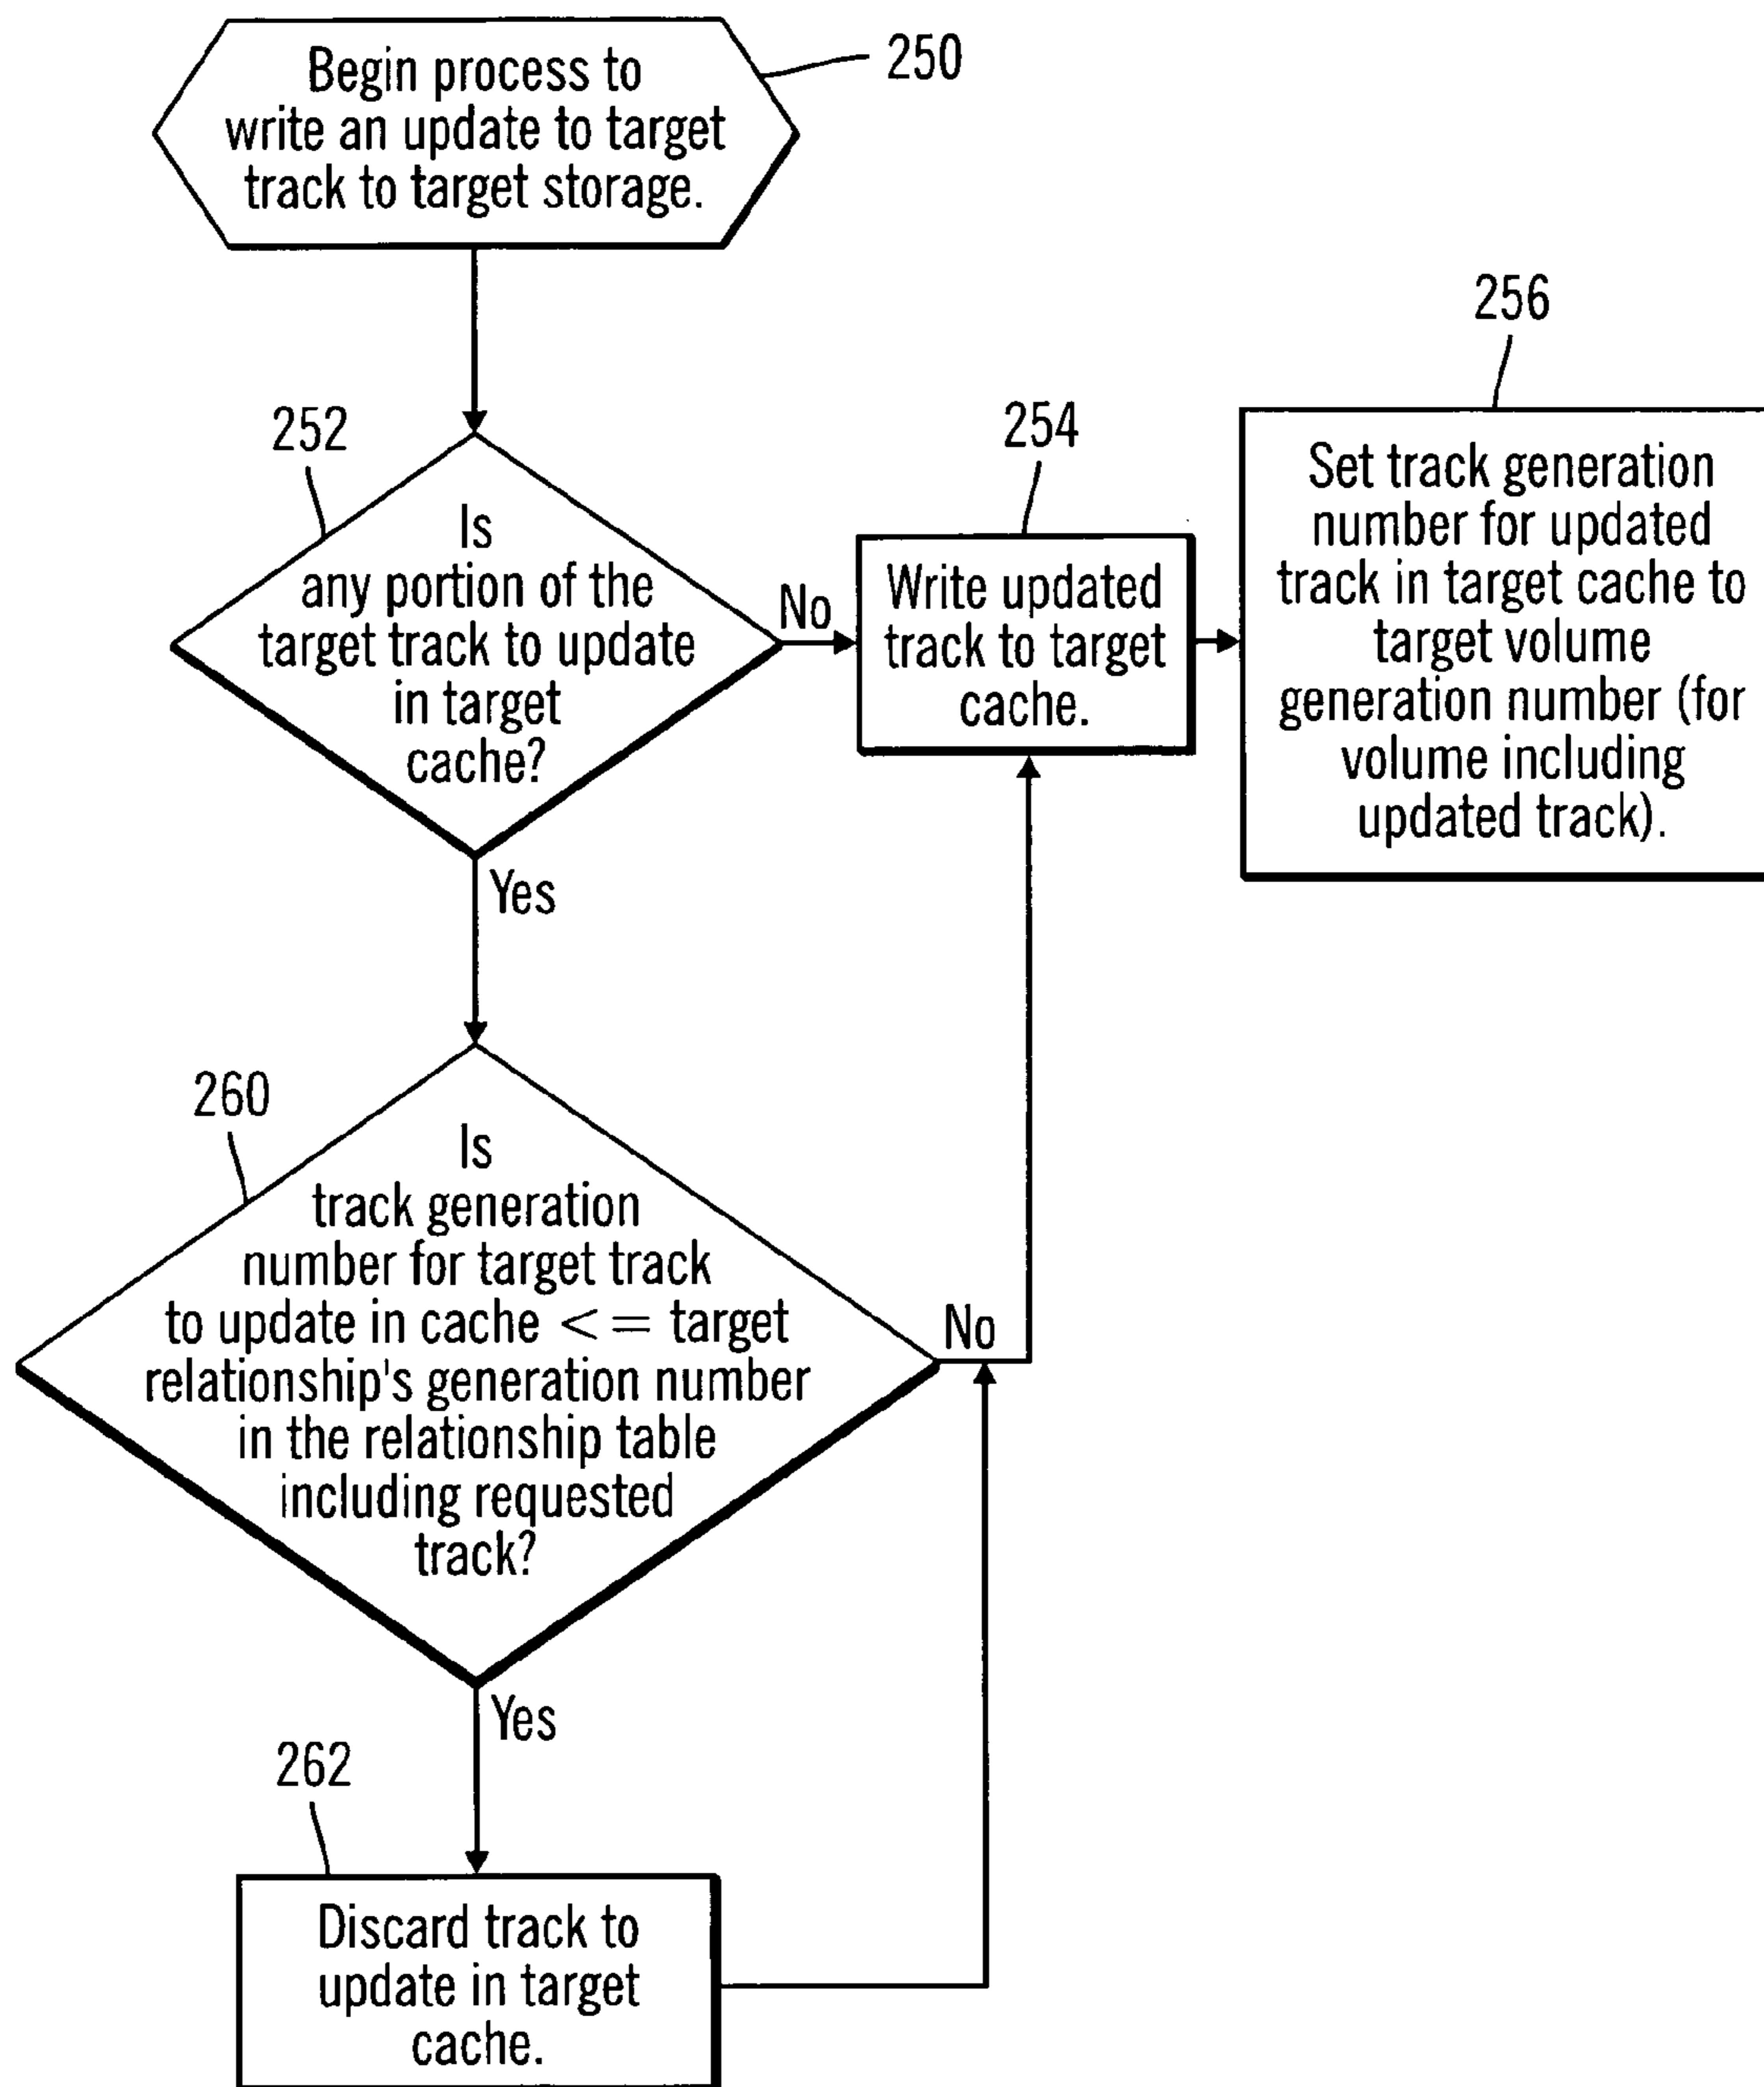 Begin process to
write an update to target
track to target storage.
250
252
Is
any portion of the
target track to update
in target
cache?
No
Yes
254
Write updated
track to target
cache.
256
Set track generation
number for updated
track in target cache to
target volume
generation number (for
volume including
updated track).
260
Is
track generation
number for target track
to update in cache < = target
relationship's generation number
in the relationship table
including requested
track?
No
Yes
262
Discard track to
update in target
cache.